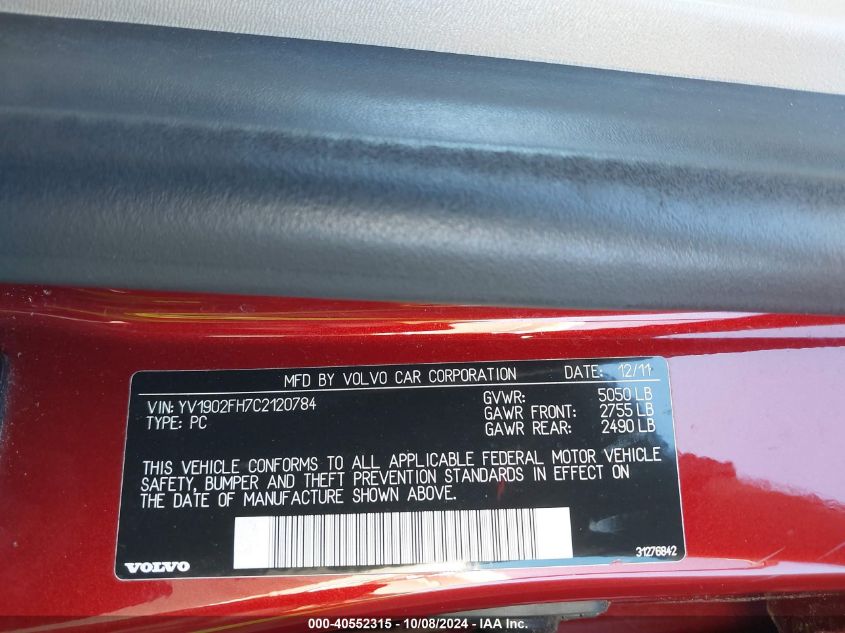 MFD BY VOLVO CAR CORPORATION DATE: 12/11
VIN: YV1902FH7C2120784
TYPE: PC
GVWR: 5050 LB
GAWR FRONT: 2755 LB
GAWR REAR: 2490 LB
THIS VEHICLE CONFORMS TO ALL APPLICABLE FEDERAL MOTOR VEHICLE
SAFETY, BUMPER AND THEFT PREVENTION STANDARDS IN EFFECT ON
THE DATE OF MANUFACTURE SHOWN ABOVE.
VOLVO
31276842
000-40552315 - 10/08/2024 - IAA Inc.